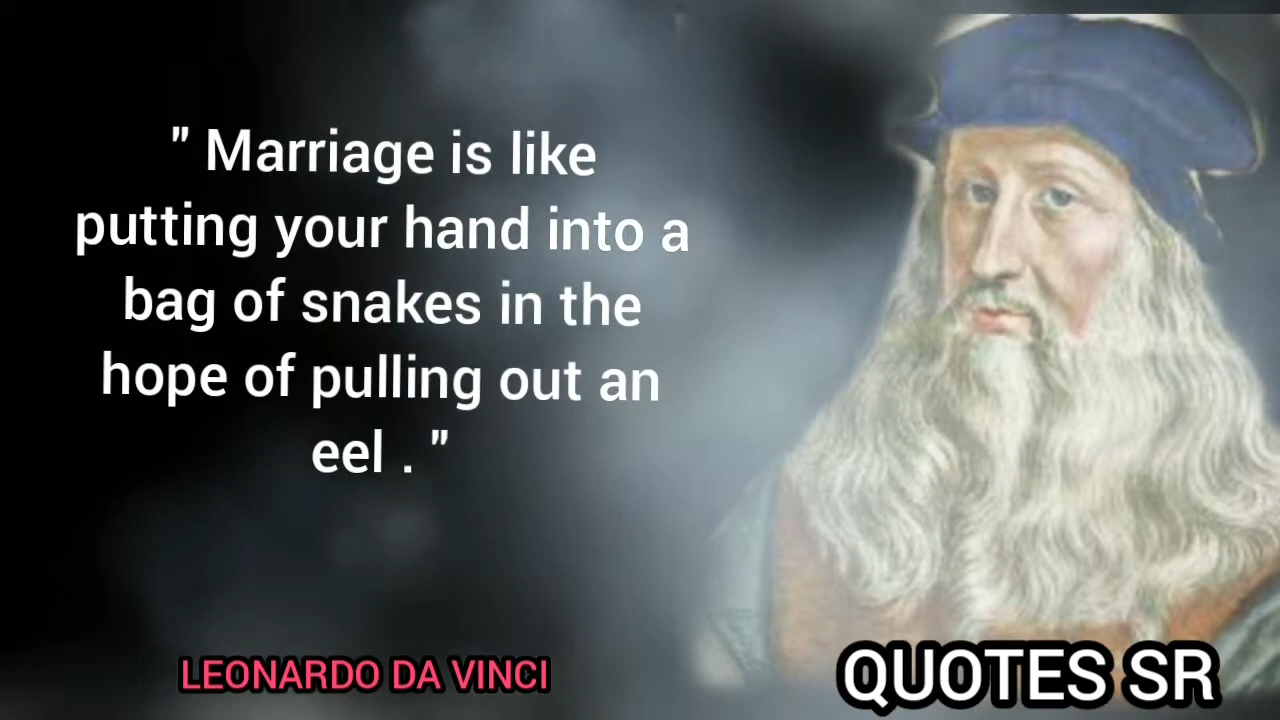 " Marriage is like
putting your hand into a
bag of snakes in the
hope of pulling out an
eel . "
LEONARDO DA VINCI
QUOTES SR